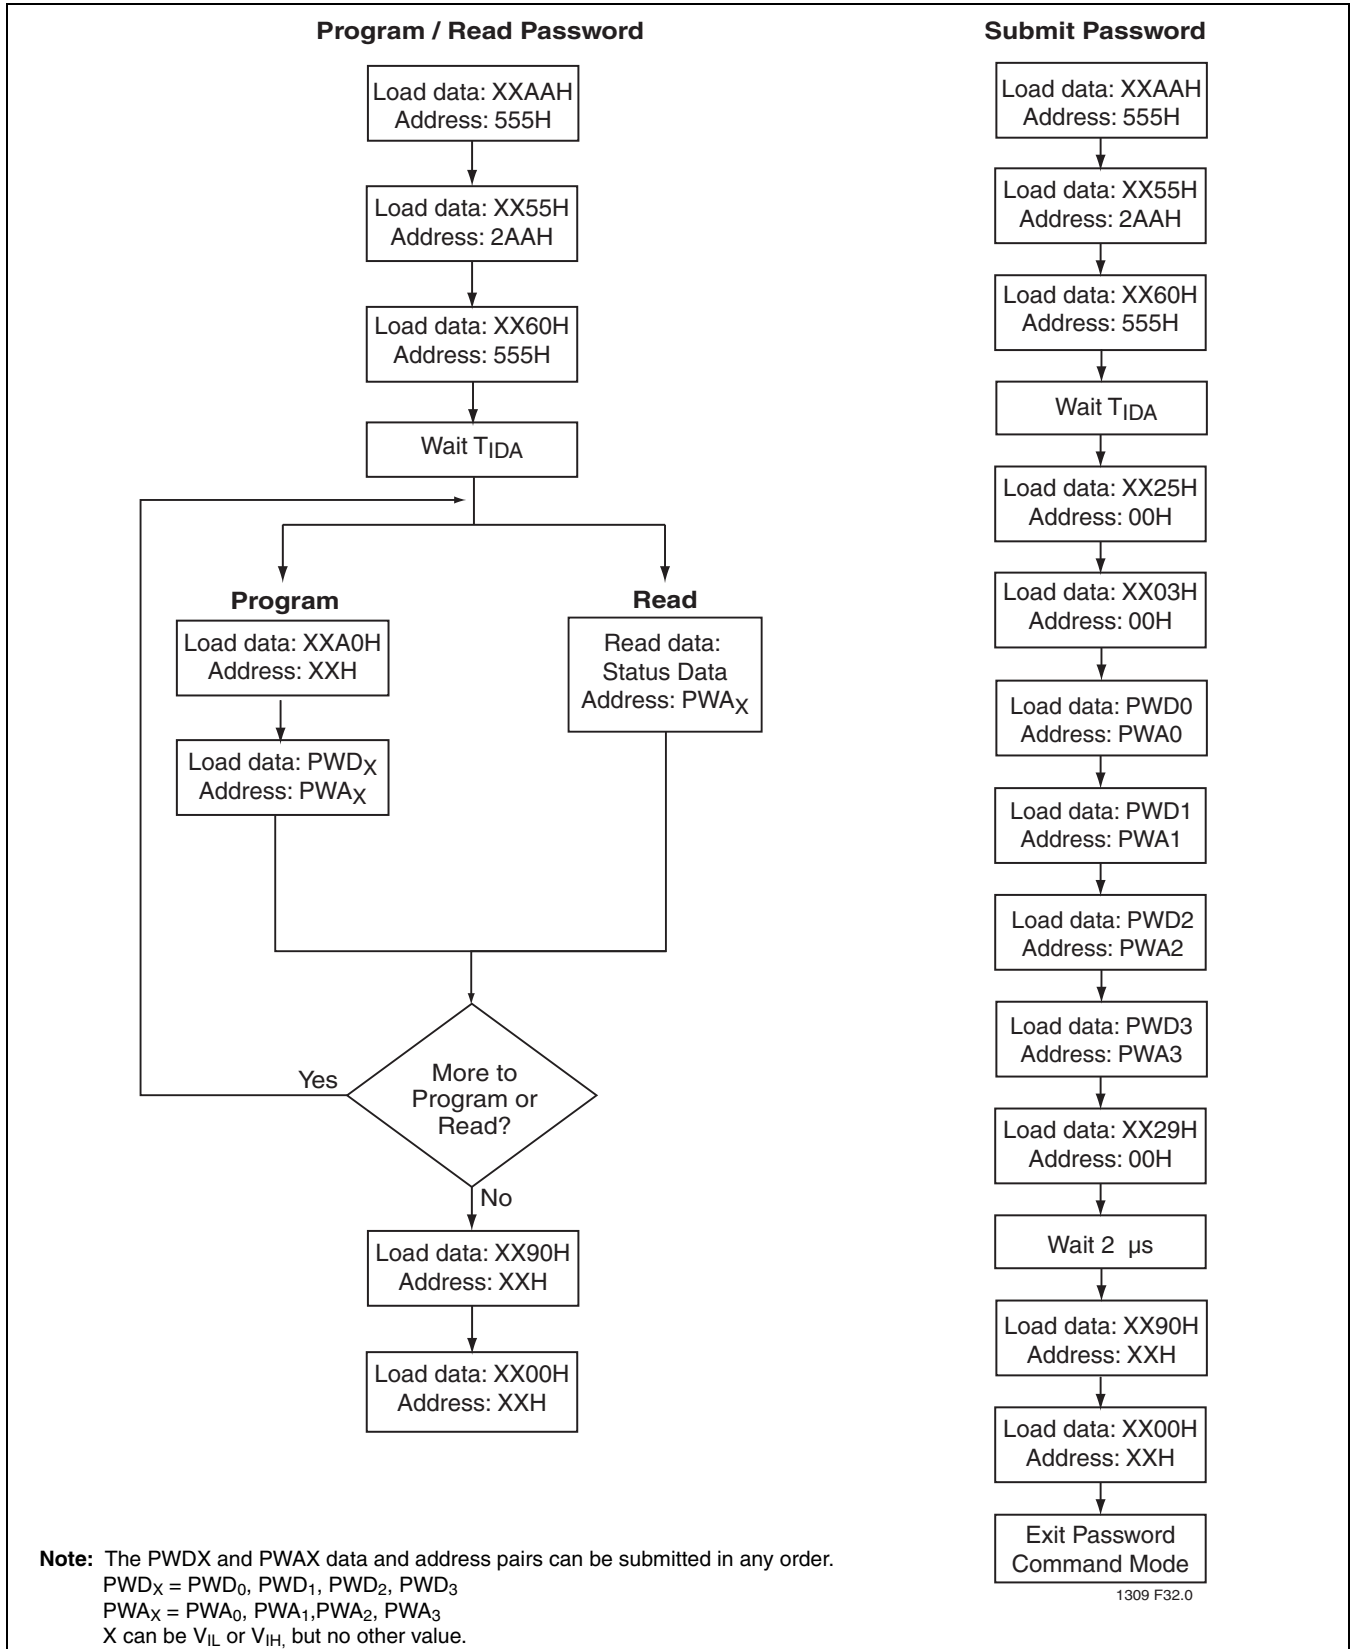 Program / Read Password
Load data: XXAAH
Address: 555H
Load data: XX55H
Address: 2AAH
Load data: XX60H
Address: 555H
Wait TIDA
Program
Load data: XXA0H
Address: XXH
Load data: PWDX
Address: PWAX
Read
Read data:
Status Data
Address: PWAX
More to
Program or
Read?
Yes
No
Load data: XX90H
Address: XXH
Load data: XX00H
Address: XXH
Submit Password
Load data: XXAAH
Address: 555H
Load data: XX55H
Address: 2AAH
Load data: XX60H
Address: 555H
Wait TIDA
Load data: XX25H
Address: 00H
Load data: XX03H
Address: 00H
Load data: PWD0
Address: PWA0
Load data: PWD1
Address: PWA1
Load data: PWD2
Address: PWA2
Load data: PWD3
Address: PWA3
Load data: XX29H
Address: 00H
Wait 2 µs
Load data: XX90H
Address: XXH
Load data: XX00H
Address: XXH
Exit Password
Command Mode
1309 F32.0
Note: The PWDX and PWAX data and address pairs can be submitted in any order.
PWDX = PWD0, PWD1, PWD2, PWD3
PWAX = PWA0, PWA1,PWA2, PWA3
X can be VIL or VIH, but no other value.